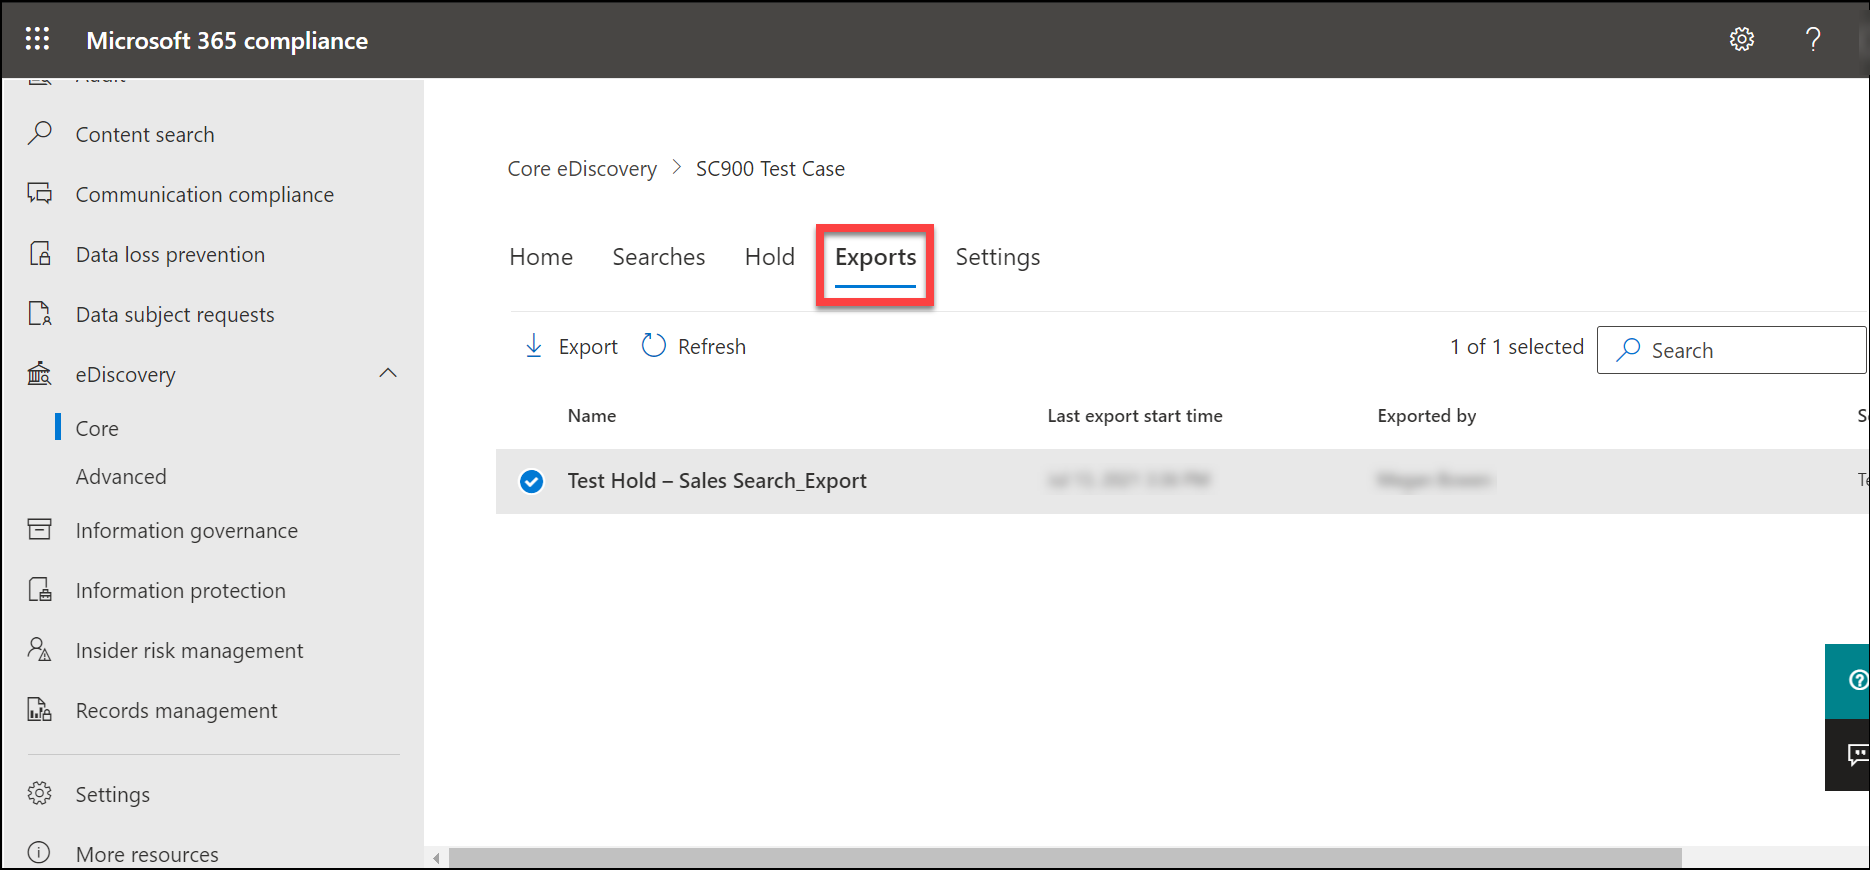 Microsoft 365 compliance
Audit
Content search
Communication compliance
Data loss prevention
Data subject requests
eDiscovery
Core
Advanced
Information governance
Information protection
Insider risk management
Records management
Settings
More resources
Core eDiscovery > SC900 Test Case
Home Searches Hold Exports Settings
Export Refresh 1 of 1 selected Search
Name Last export start time Exported by
Test Hold – Sales Search_Export